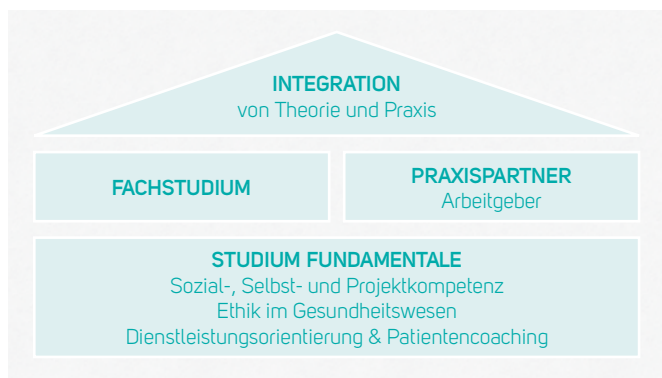 INTEGRATION
von Theorie und Praxis
FACHSTUDIUM
PRAXISPARTNER
Arbeitgeber
STUDIUM FUNDAMENTALE
Sozial-, Selbst- und Projektkompetenz
Ethik im Gesundheitswesen
Dienstleistungsorientierung & Patientencoaching